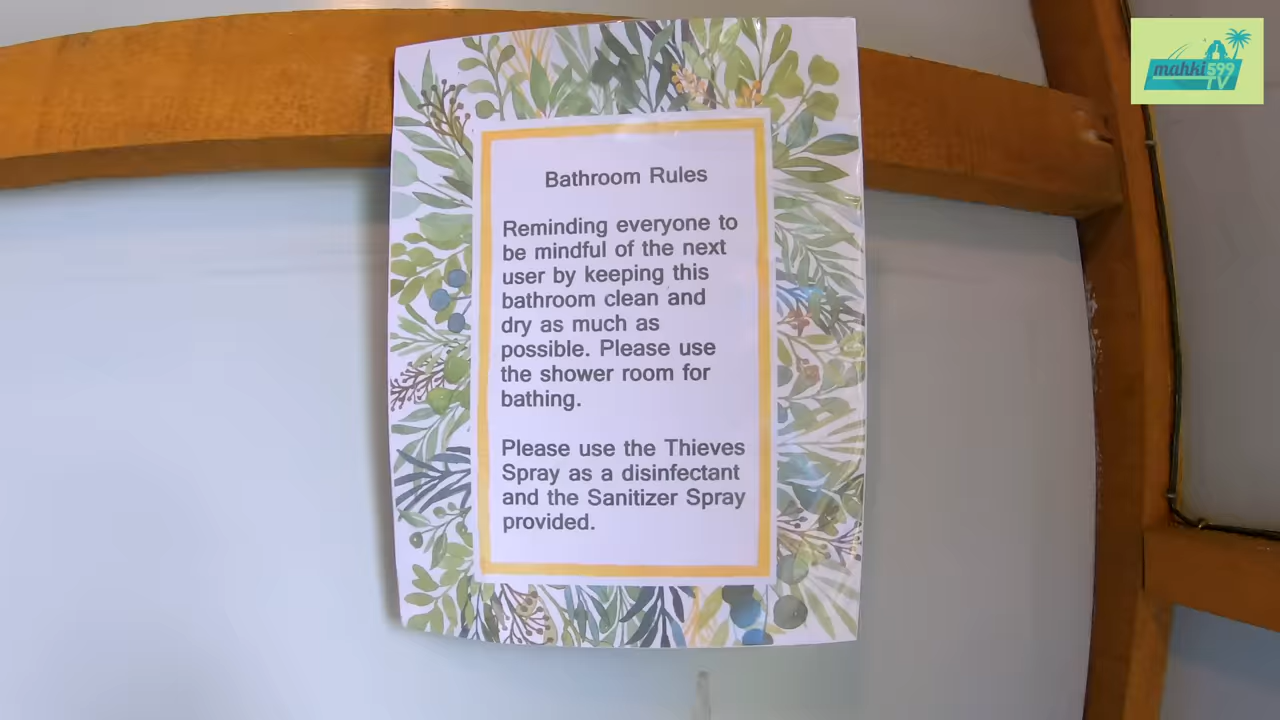 Bathroom Rules
Reminding everyone to
be mindful of the next
user by keeping this
bathroom clean and
dry as much as
possible. Please use
the shower room for
bathing.
Please use the Thieves
Spray as a disinfectant
and the Sanitizer Spray
provided.
mahki599
TV